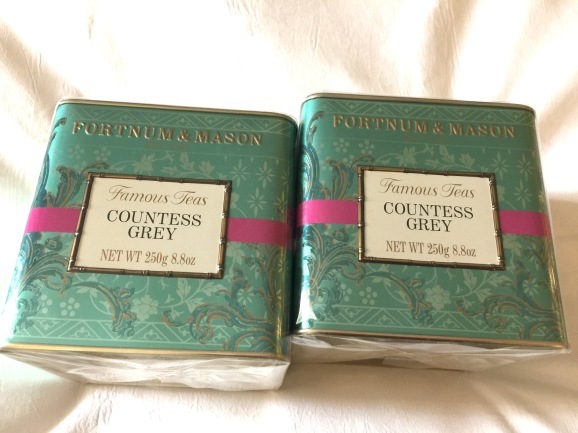 FORTNUM & MASON
Famous Teas
COUNTESS
GREY
NET WT 250g 8.8oz
FORTNUM & MASON
Famous Teas
COUNTESS
GREY
NET WT 250g 8.8oz